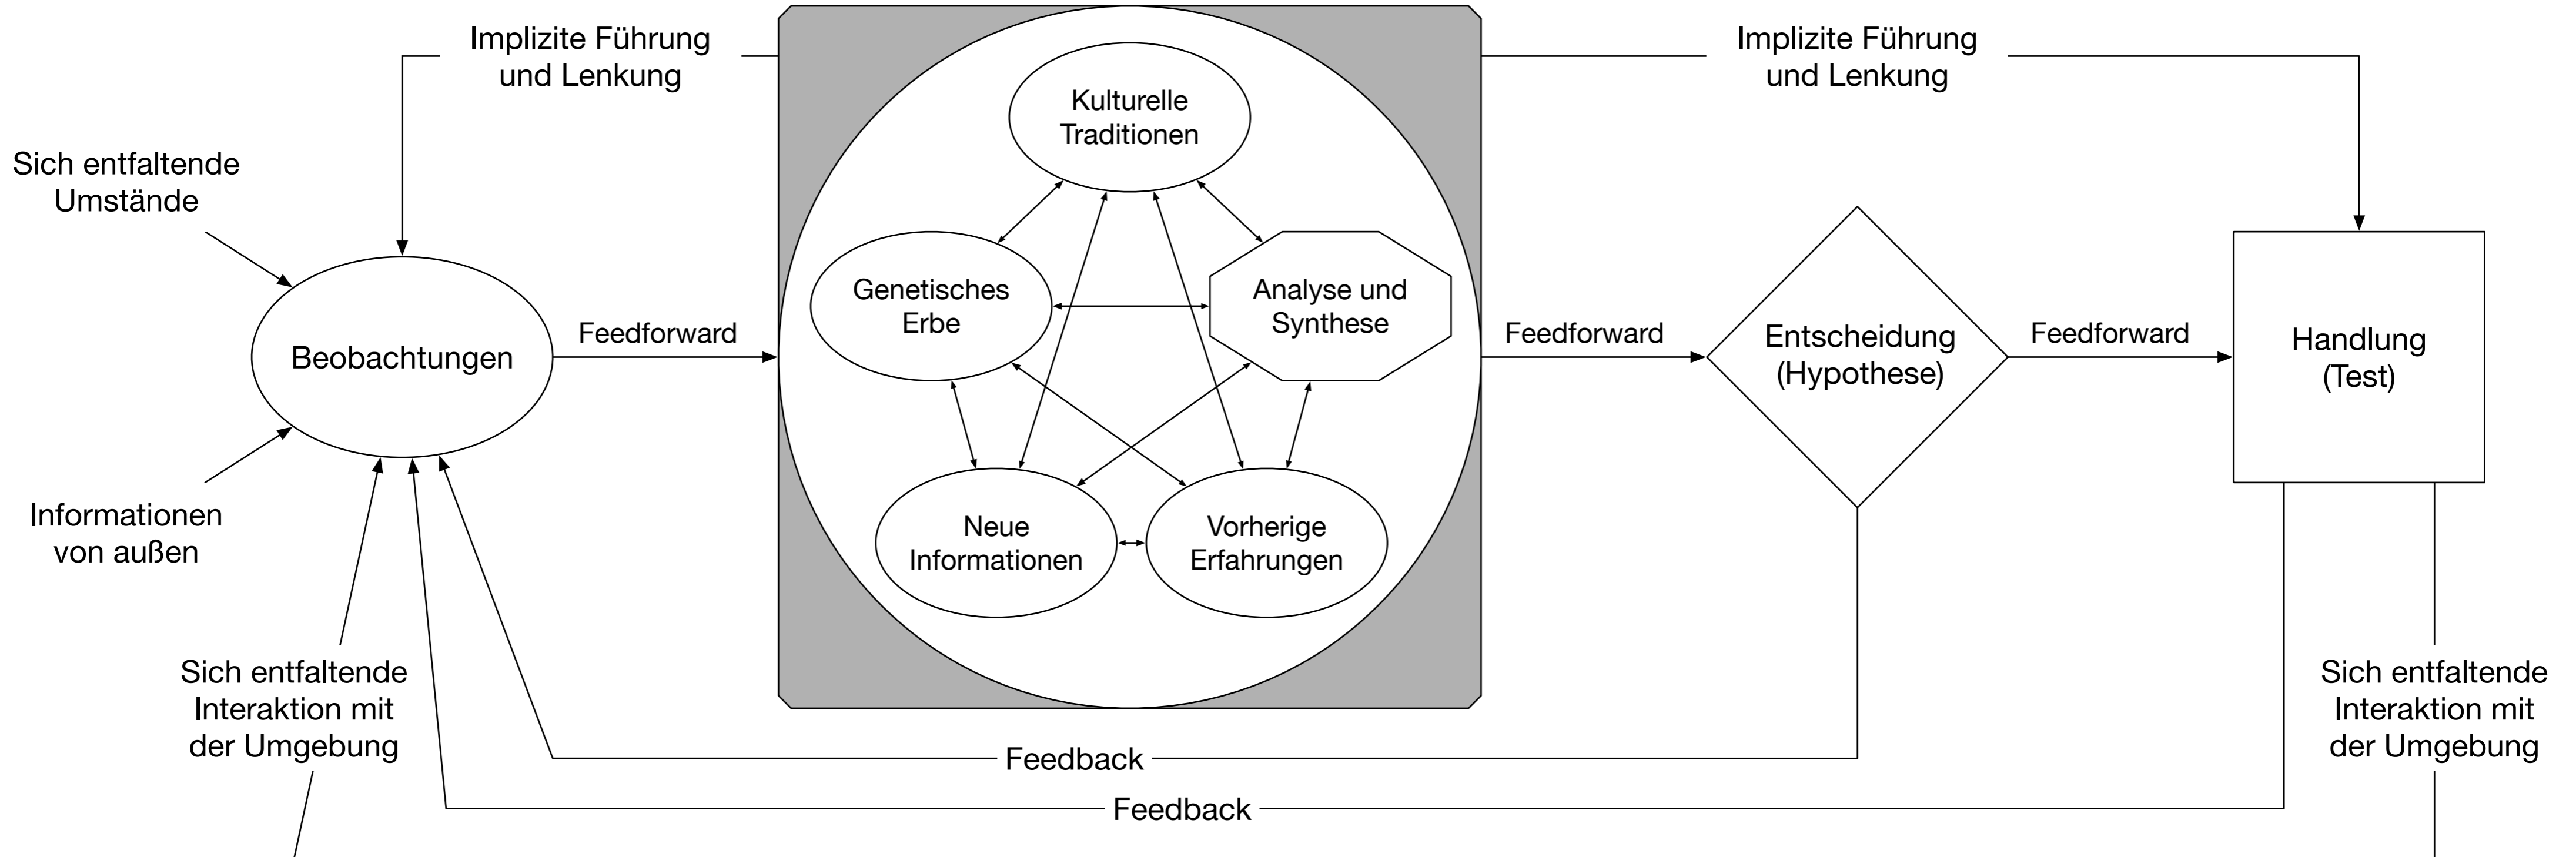 Implizite Führung
und Lenkung
Implizite Führung
und Lenkung
Kulturelle
Traditionen
Sich entfaltende
Umstände
Genetisches
Erbe
Analyse und
Synthese
Beobachtungen
Feedforward
Feedforward
Entscheidung
(Hypothese)
Feedforward
Handlung
(Test)
Informationen
von außen
Neue
Informationen
Vorherige
Erfahrungen
Sich entfaltende
Interaktion mit
der Umgebung
Sich entfaltende
Interaktion mit
der Umgebung
Feedback
Feedback